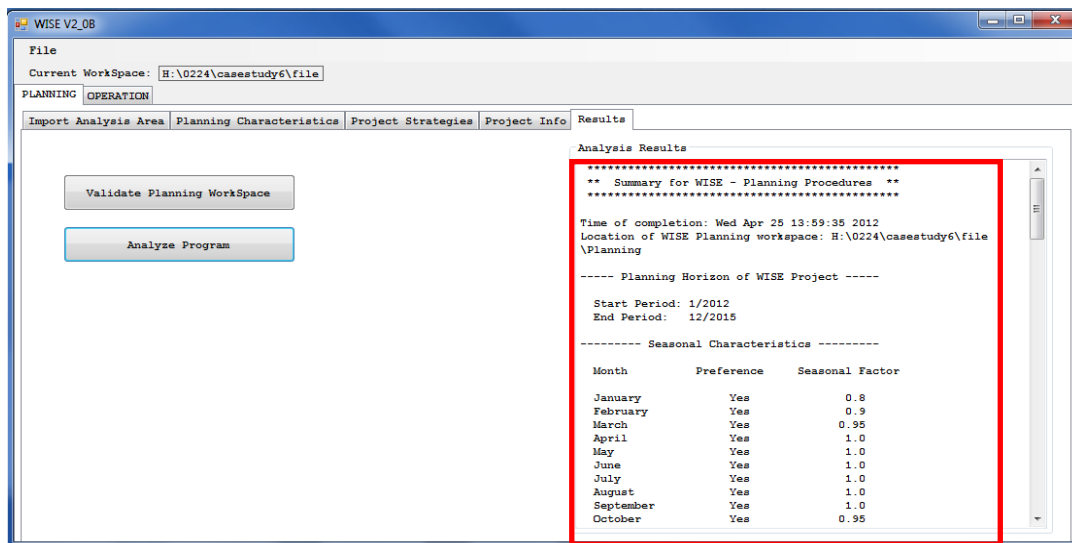 WISE V2_0B
File
Current WorkSpace: H:\0224\casestudy6\file
PLANNING OPERATION
Import Analysis Area Planning Characteristics Project Strategies Project Info Results
Validate Planning WorkSpace
Analyze Program
Analysis Results
***********************************************
** Summary for WISE - Planning Procedures **
***********************************************
Time of completion: Wed Apr 25 13:59:35 2012
Location of WISE Planning workspace: H:\0224\casestudy6\file
\Planning
----- Planning Horizon of WISE Project -----
Start Period: 1/2012
End Period: 12/2015
--------- Seasonal Characteristics ---------
Month Preference Seasonal Factor
January Yes 0.8
February Yes 0.9
March Yes 0.95
April Yes 1.0
May Yes 1.0
June Yes 1.0
July Yes 1.0
August Yes 1.0
September Yes 1.0
October Yes 0.95